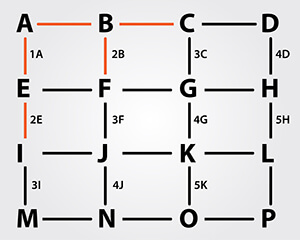 A B C D
1A 2B 3C 4D
E F G H
2E 3F 4G 5H
I J K L
3I 4J 5K
M N O P